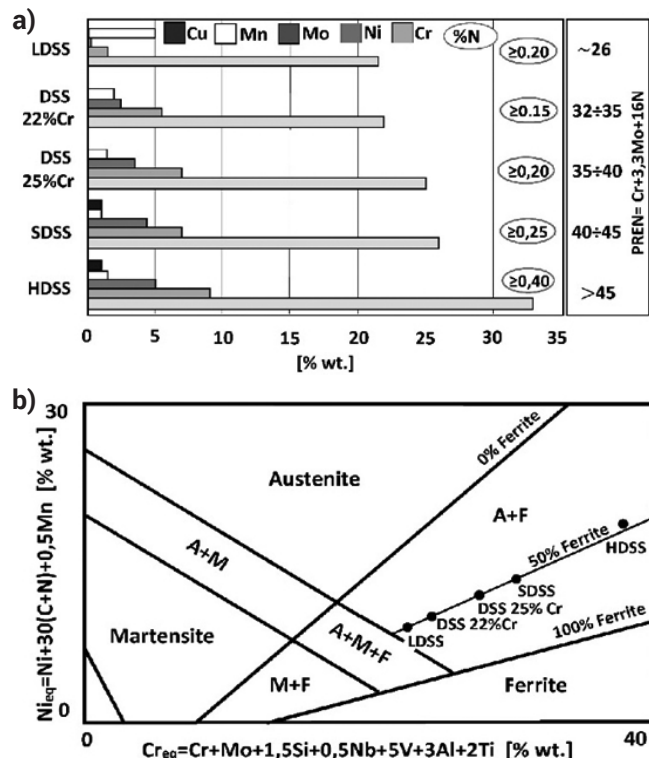 a)
Cu Mn Mo Ni Cr %N
LDSS ≥0.20 ~26
DSS
22%Cr ≥0.15 32÷35
DSS
25%Cr ≥0,20 35÷40
SDSS ≥0,25 40÷45
HDSS ≥0,40 >45
PREN= Cr+3,3Mo+16N
0 5 10 15 20 25 30 35
[% wt.]
b)
30
Ni_eq=Ni+30(C+N)+0,5Mn [% wt.]
0% Ferrite
Austenite
A+F
A+M
50% Ferrite
HDSS
SDSS
DSS 25% Cr
DSS 22%Cr
LDSS
Martensite
A+M+F
100% Ferrite
M+F
Ferrite
0
0 40
Cr_eq=Cr+Mo+1,5Si+0,5Nb+5V+3Al+2Ti [% wt.]